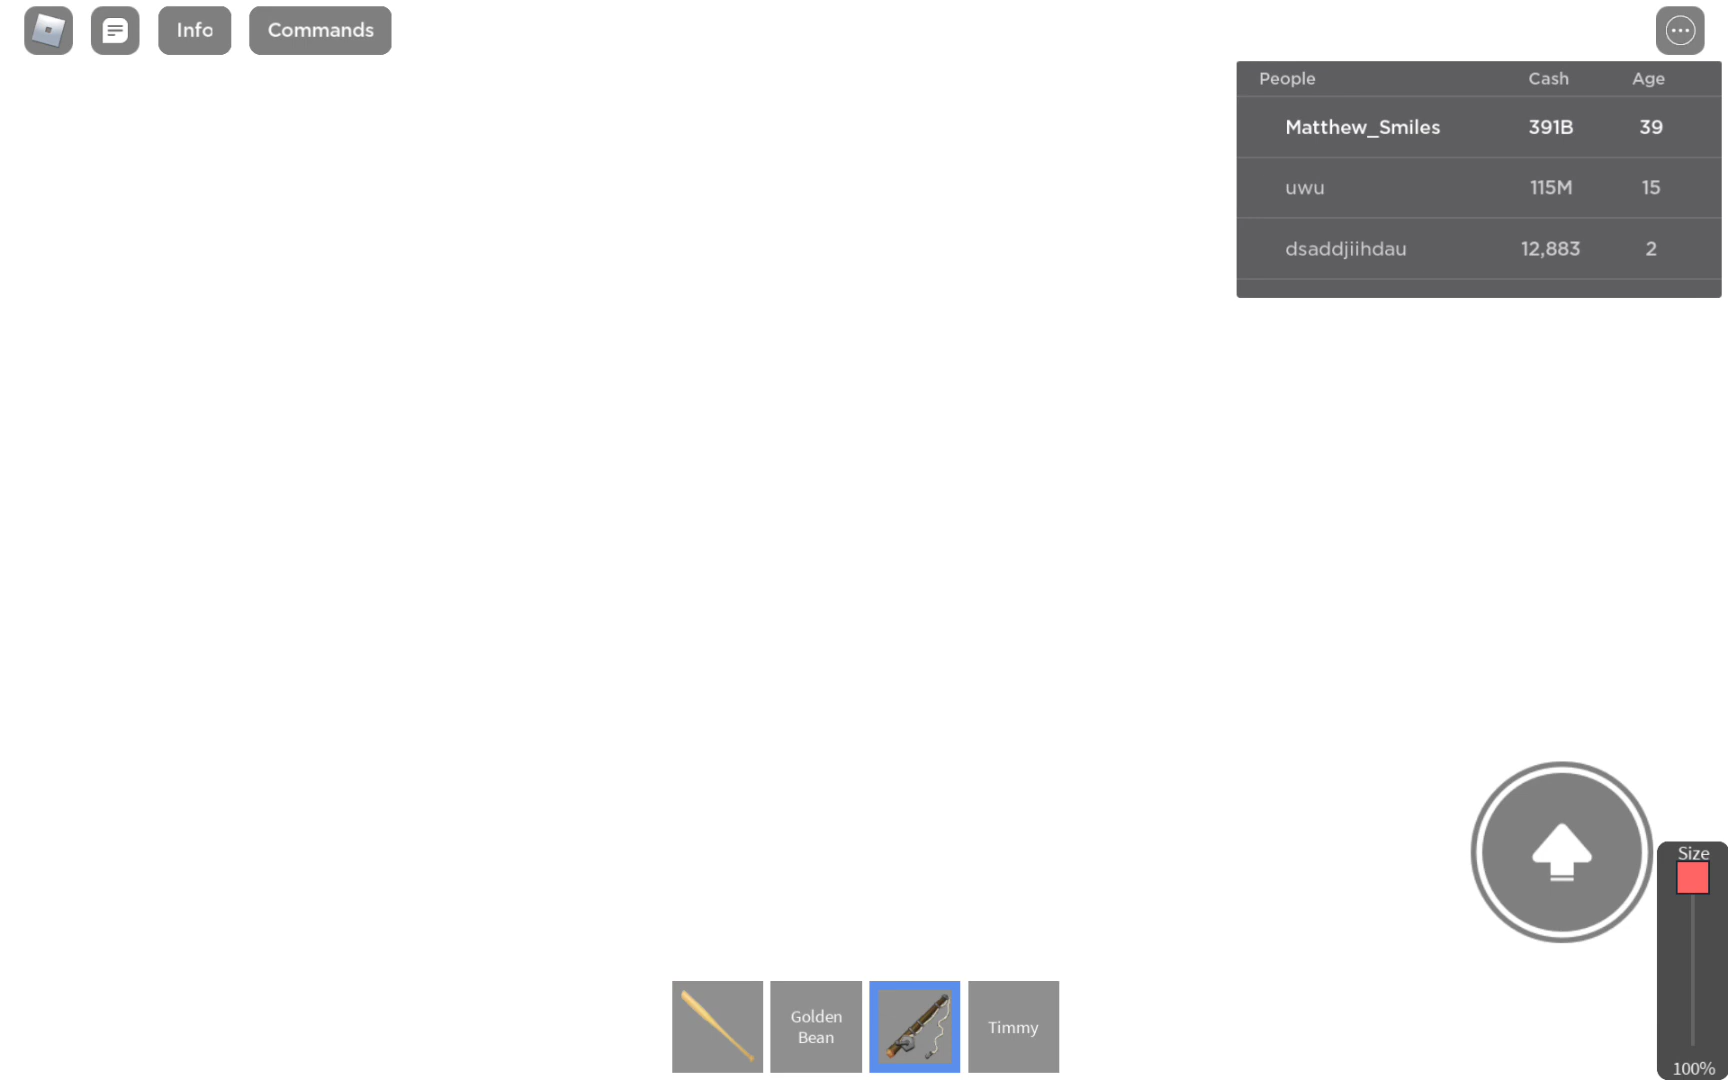 Info
Commands
People Cash Age
Matthew_Smiles 391B 39
uwu 115M 15
dsaddjiihdau 12,883 2
Size
100%
Golden
Bean
Timmy